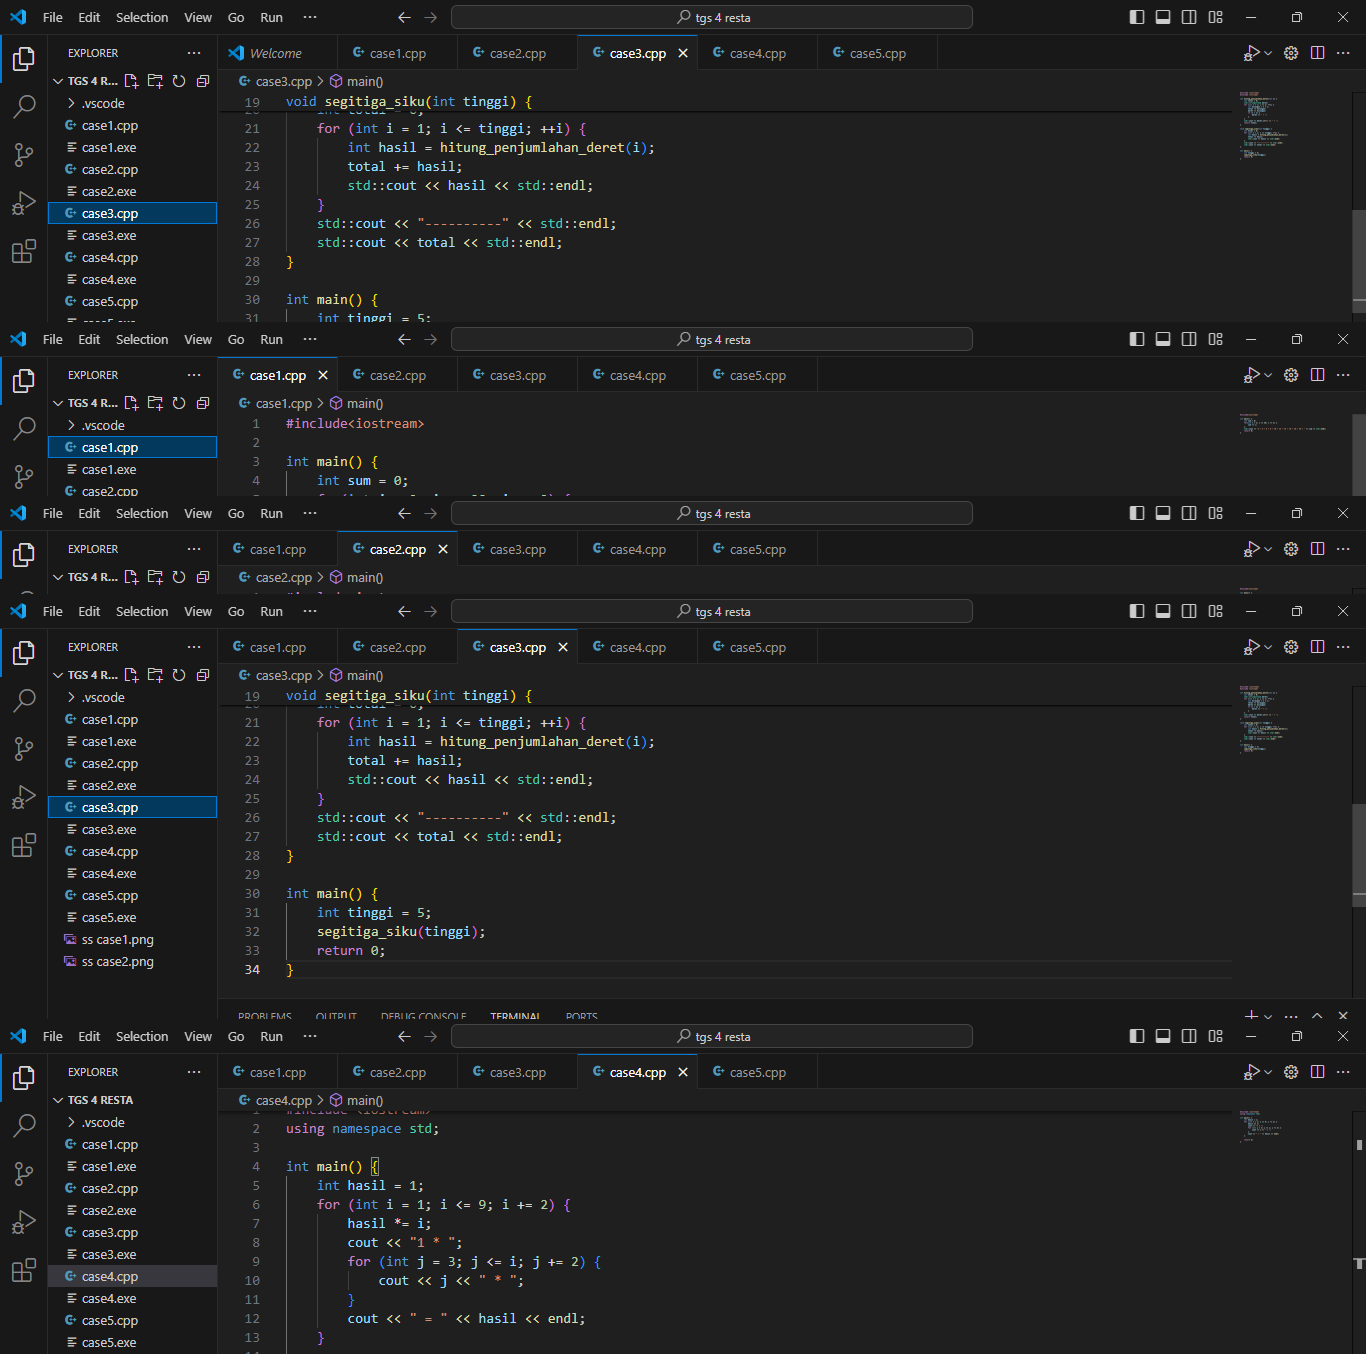 File Edit Selection View Go Run ··· tgs 4 resta
EXPLORER ··· Welcome case1.cpp case2.cpp case3.cpp case4.cpp case5.cpp
TGS 4 R... case3.cpp > main()
.vscode
case1.cpp
case1.exe
case2.cpp
case2.exe
case3.cpp
case3.exe
case4.cpp
case4.exe
case5.cpp
19 void segitiga_siku(int tinggi) {
21 for (int i = 1; i <= tinggi; ++i) {
22 int hasil = hitung_penjumlahan_deret(i);
23 total += hasil;
24 std::cout << hasil << std::endl;
25 }
26 std::cout << "----------" << std::endl;
27 std::cout << total << std::endl;
28 }
29
30 int main() {
31 int tinggi = 5;
File Edit Selection View Go Run ··· tgs 4 resta
EXPLORER ··· case1.cpp case2.cpp case3.cpp case4.cpp case5.cpp
TGS 4 R... case1.cpp > main()
.vscode
case1.cpp
case1.exe
case2.cpp
1 #include<iostream>
2
3 int main() {
4 int sum = 0;
File Edit Selection View Go Run ··· tgs 4 resta
EXPLORER ··· case1.cpp case2.cpp case3.cpp case4.cpp case5.cpp
TGS 4 R... case2.cpp > main()
File Edit Selection View Go Run ··· tgs 4 resta
EXPLORER ··· case1.cpp case2.cpp case3.cpp case4.cpp case5.cpp
TGS 4 R... case3.cpp > main()
.vscode
case1.cpp
case1.exe
case2.cpp
case2.exe
case3.cpp
case3.exe
case4.cpp
case4.exe
case5.cpp
case5.exe
ss case1.png
ss case2.png
19 void segitiga_siku(int tinggi) {
21 for (int i = 1; i <= tinggi; ++i) {
22 int hasil = hitung_penjumlahan_deret(i);
23 total += hasil;
24 std::cout << hasil << std::endl;
25 }
26 std::cout << "----------" << std::endl;
27 std::cout << total << std::endl;
28 }
29
30 int main() {
31 int tinggi = 5;
32 segitiga_siku(tinggi);
33 return 0;
34 }
PROBLEMS OUTPUT DEBUG CONSOLE TERMINAL PORTS
File Edit Selection View Go Run ··· tgs 4 resta
EXPLORER ··· case1.cpp case2.cpp case3.cpp case4.cpp case5.cpp
TGS 4 RESTA case4.cpp > main()
.vscode
case1.cpp
case1.exe
case2.cpp
case2.exe
case3.cpp
case3.exe
case4.cpp
case4.exe
case5.cpp
case5.exe
1 #include <iostream>
2 using namespace std;
3
4 int main() {
5 int hasil = 1;
6 for (int i = 1; i <= 9; i += 2) {
7 hasil *= i;
8 cout << "1 * ";
9 for (int j = 3; j <= i; j += 2) {
10 cout << j << " * ";
11 }
12 cout << " = " << hasil << endl;
13 }